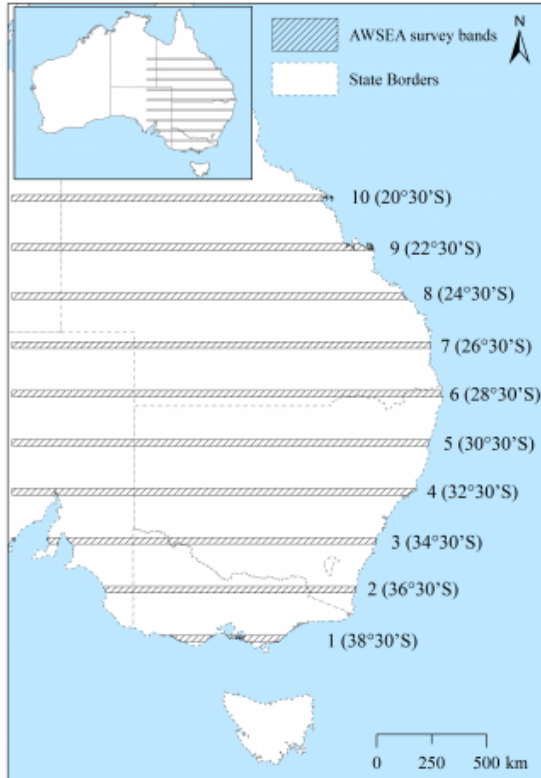 AWSEA survey bands
N
State Borders
10 (20°30’S)
9 (22°30’S)
8 (24°30’S)
7 (26°30’S)
6 (28°30’S)
5 (30°30’S)
4 (32°30’S)
3 (34°30’S)
2 (36°30’S)
1 (38°30’S)
0 250 500 km